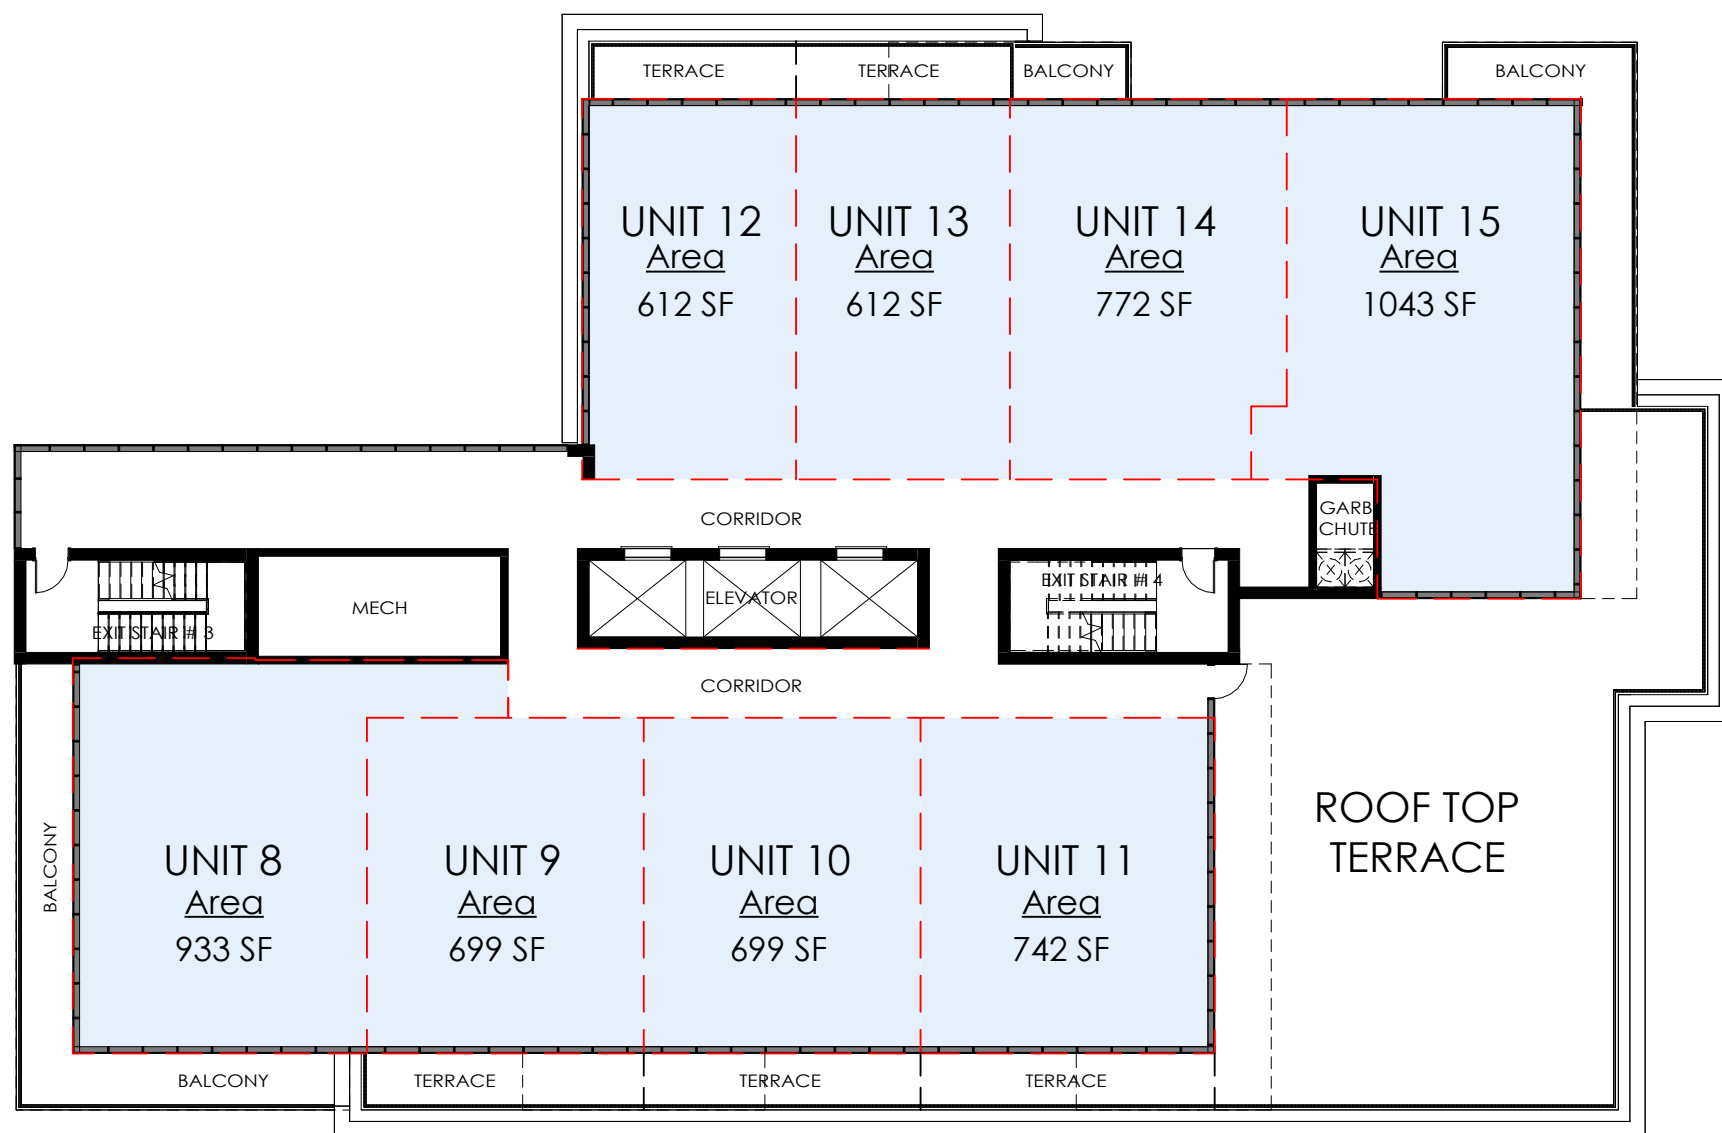 TERRACE
TERRACE
BALCONY
BALCONY
UNIT 12
Area
612 SF
UNIT 13
Area
612 SF
UNIT 14
Area
772 SF
UNIT 15
Area
1043 SF
CORRIDOR
GARB
CHUTE
EXIT STAIR # 3
MECH
ELEVATOR
EXIT STAIR # 4
CORRIDOR
BALCONY
UNIT 8
Area
933 SF
UNIT 9
Area
699 SF
UNIT 10
Area
699 SF
UNIT 11
Area
742 SF
ROOF TOP
TERRACE
BALCONY
TERRACE
TERRACE
TERRACE